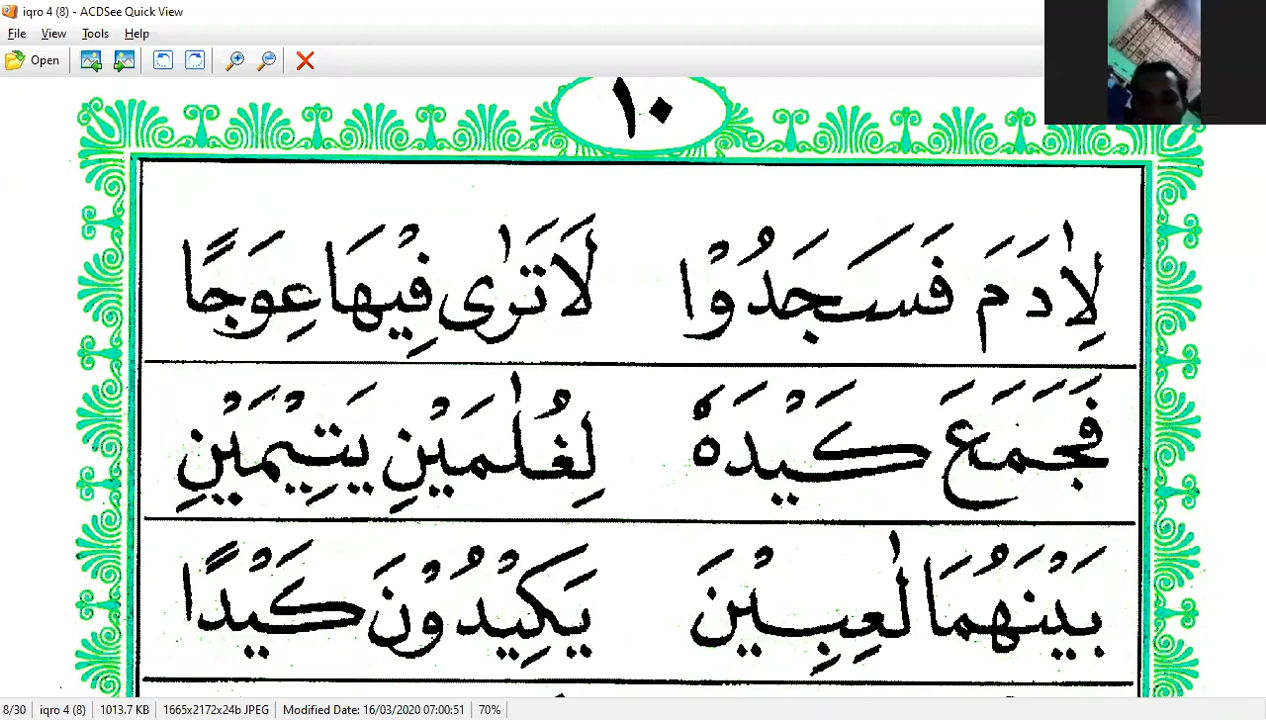 iqro 4 (8) - ACDSee Quick View
File View Tools Help
Open
١٠
لِاٰدَمَ فَسَجَدُوْا لَاتَرٰى فِيْهَاعِوَجًا
فَجَمَعَ كَيْدَهٗ لِغُلٰمَيْنِ يَتِيْمَيْنِ
بَيْنَهُمَا لٰعِبِيْنَ يَكِيْدُوْنَ كَيْدًا
8/30 iqro 4 (8) 1013.7 KB 1665x2172x24b JPEG Modified Date: 16/03/2020 07:00:51 70%